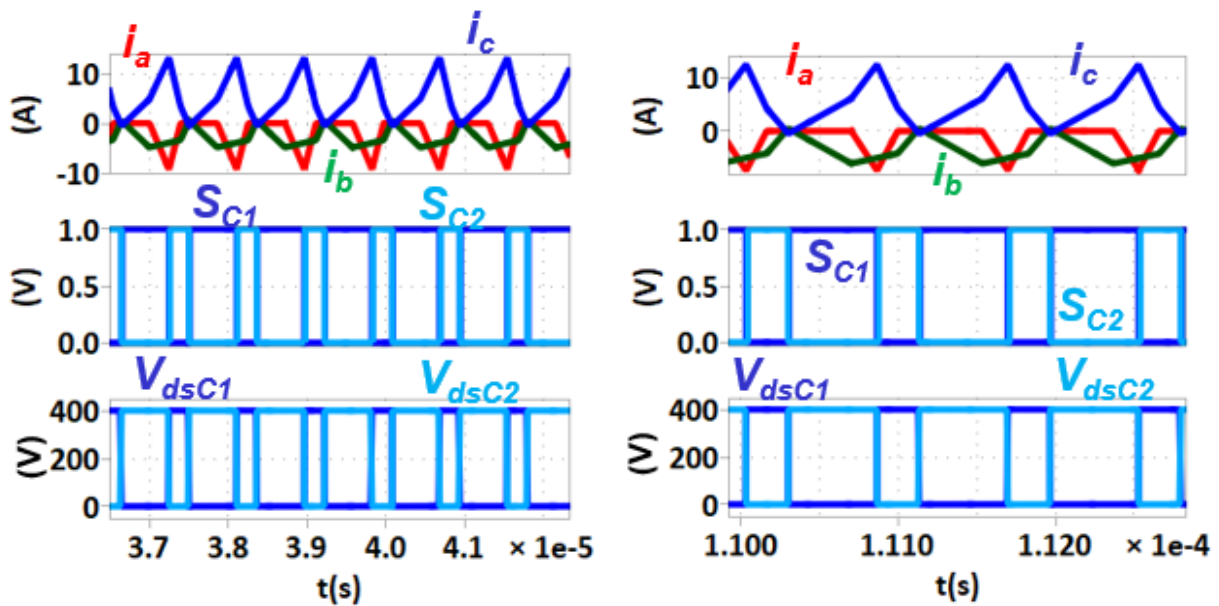 i_a
i_c
10
0
-10
(A)
i_b
S_C1
S_C2
1.0
0.5
0.0
(V)
V_dsC1
V_dsC2
400
200
0
(V)
3.7 3.8 3.9 4.0 4.1 × 1e-5
t(s)
i_a
i_c
10
0
(A)
i_b
1.0
0.5
0.0
(V)
S_C1
S_C2
V_dsC1
V_dsC2
400
200
0
(V)
1.100 1.110 1.120 × 1e-4
t(s)